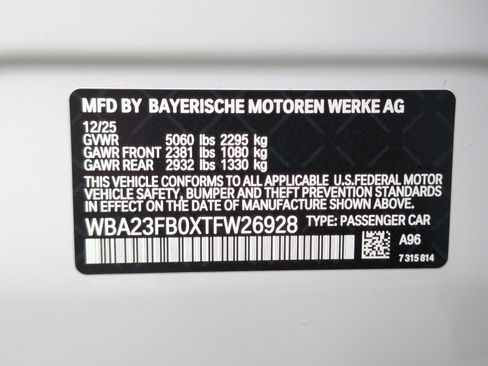 MFD BY BAYERISCHE MOTOREN WERKE AG
12/25
GVWR 5060 lbs 2295 kg
GAWR FRONT 2381 lbs 1080 kg
GAWR REAR 2932 lbs 1330 kg
THIS VEHICLE CONFORMS TO ALL APPLICABLE U.S.FEDERAL MOTOR
VEHICLE SAFETY, BUMPER AND THEFT PREVENTION STANDARDS
IN EFFECT ON THE DATE OF MANUFACTURE SHOWN ABOVE.
WBA23FB0XTFW26928 TYPE: PASSENGER CAR
A96
7 315 814